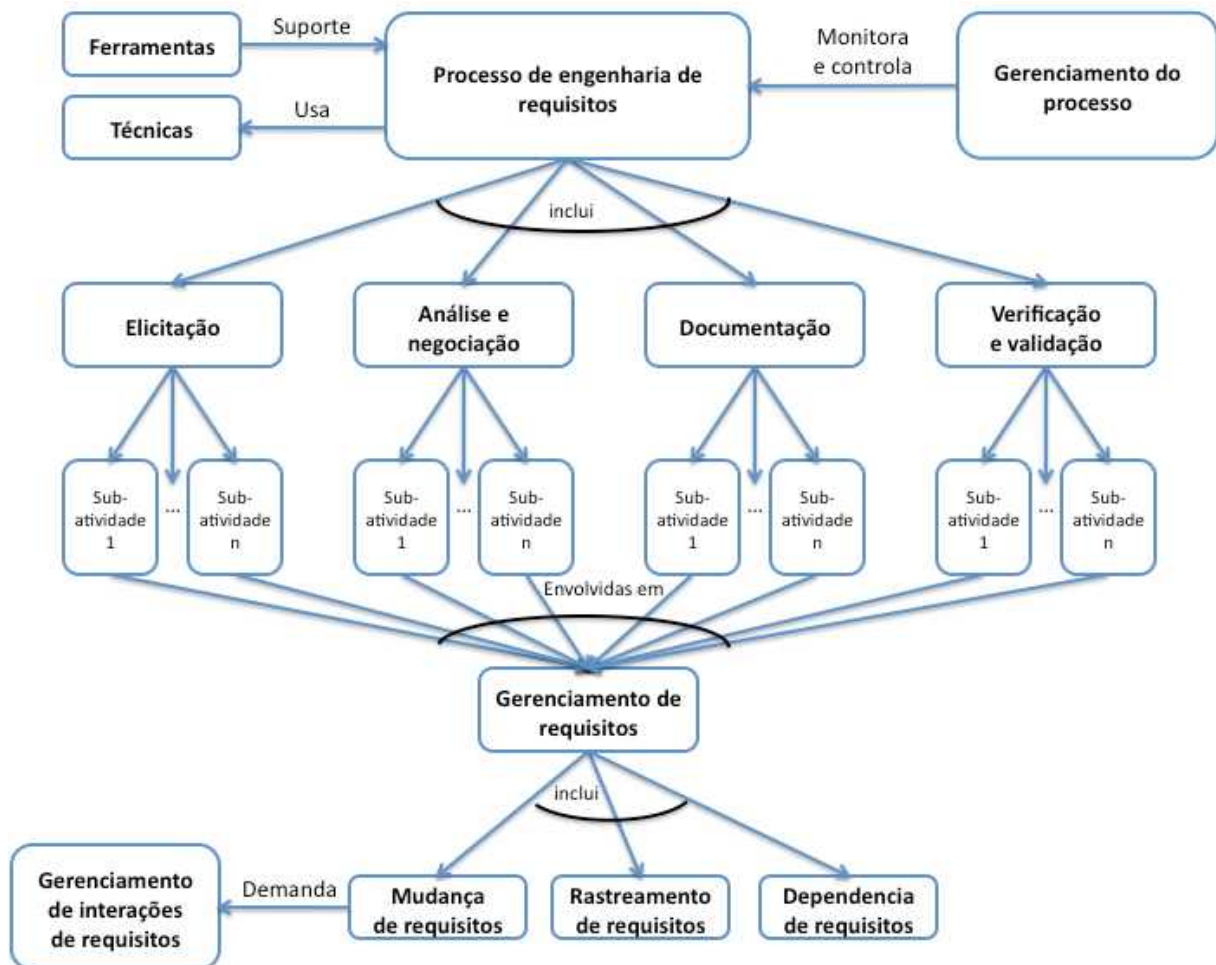 Ferramentas
Suporte
Processo de engenharia de
requisitos
Monitora
e controla
Gerenciamento do
processo
Técnicas
Usa
inclui
Elicitação
Análise e
negociação
Documentação
Verificação
e validação
Sub-
atividade
1
...
Sub-
atividade
n
Sub-
atividade
1
...
Sub-
atividade
n
Sub-
atividade
1
...
Sub-
atividade
n
Sub-
atividade
1
...
Sub-
atividade
n
Envolvidas em
Gerenciamento de
requisitos
inclui
Gerenciamento
de interações
de requisitos
Demanda
Mudança
de requisitos
Rastreamento
de requisitos
Dependencia
de requisitos